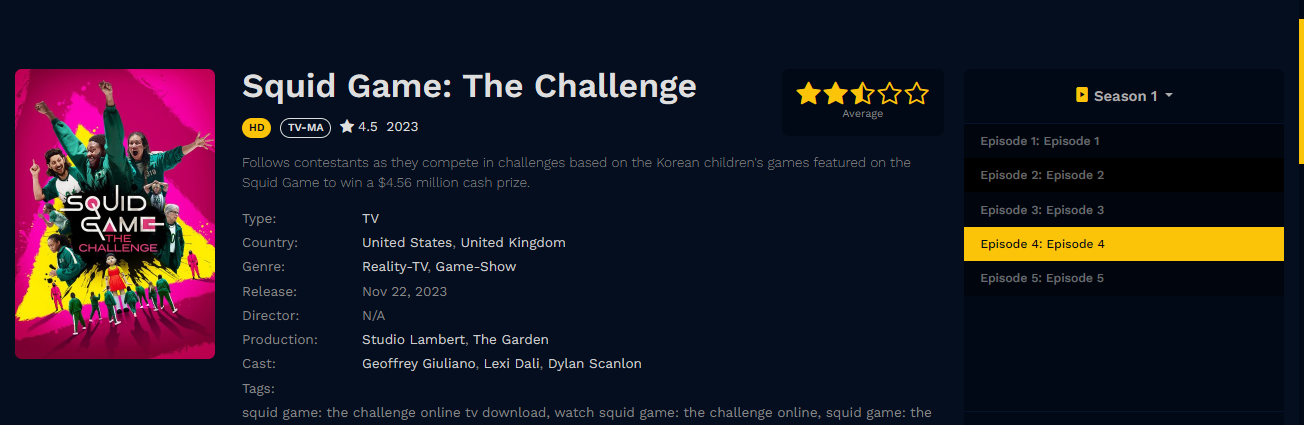 Squid Game: The Challenge
HD TV-MA 4.5 2023
Follows contestants as they compete in challenges based on the Korean children's games featured on the
Squid Game to win a $4.56 million cash prize.
Type: TV
Country: United States, United Kingdom
Genre: Reality-TV, Game-Show
Release: Nov 22, 2023
Director: N/A
Production: Studio Lambert, The Garden
Cast: Geoffrey Giuliano, Lexi Dali, Dylan Scanlon
Tags:
squid game: the challenge online tv download, watch squid game: the challenge online, squid game: the
Average
Season 1
Episode 1: Episode 1
Episode 2: Episode 2
Episode 3: Episode 3
Episode 4: Episode 4
Episode 5: Episode 5
SQUID
GAME
THE
CHALLENGE